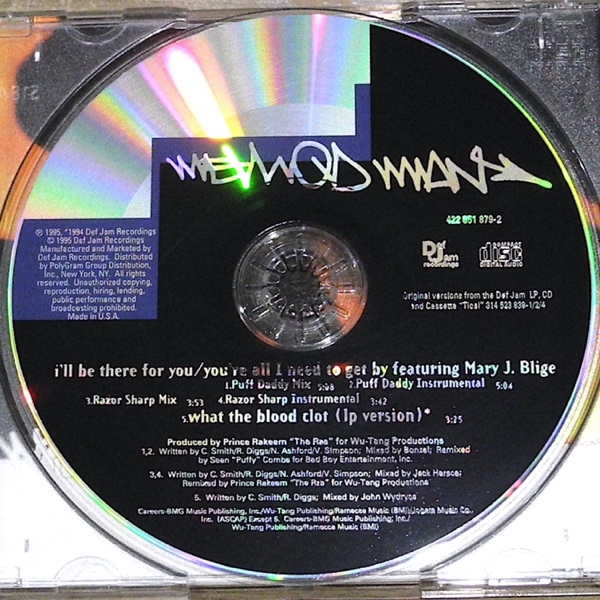 METHOD MAN
422 851 879-2
Def Jam
recordings
COMPACT
disc
DIGITAL AUDIO
℗ 1995, *1994 Def Jam Recordings
© 1995 Def Jam Recordings
Manufactured and Marketed by
Def Jam Recordings. Distributed
by PolyGram Group Distribution,
Inc., New York, NY. All rights
reserved. Unauthorized copying,
reproduction, hiring, lending,
public performance and
broadcasting prohibited.
Made in U.S.A.
Original versions from the Def Jam LP, CD
and Cassette "Tical" 314 523 839-1/2/4
i'll be there for you/you're all I need to get by featuring Mary J. Blige
1.Puff Daddy Mix 5:08 2.Puff Daddy Instrumental 5:04
3.Razor Sharp Mix 3:53 4.Razor Sharp Instrumental 3:42
5.what the blood clot (lp version)* 3:25
Produced by Prince Rakeem "The Rza" for Wu-Tang Productions
1,2. Written by C. Smith/R. Diggs/N. Ashford/V. Simpson; Mixed by Bonzai; Remixed
by Sean "Puffy" Combs for Bad Boy Entertainment, Inc.
3,4. Written by C. Smith/R. Diggs/N. Ashford/V. Simpson; Mixed by Jack Hersca;
Remixed by Prince Rakeem "The Rza" for Wu-Tang Productions
5. Written by C. Smith/R. Diggs; Mixed by John Wydrycs
Careers-BMG Music Publishing, Inc./Wu-Tang Publishing/Ramecca Music (BMI)/Jobete Music Co.,
Inc. (ASCAP) Except 5. Careers-BMG Music Publishing, Inc./
Wu-Tang Publishing/Ramecca Music (BMI)